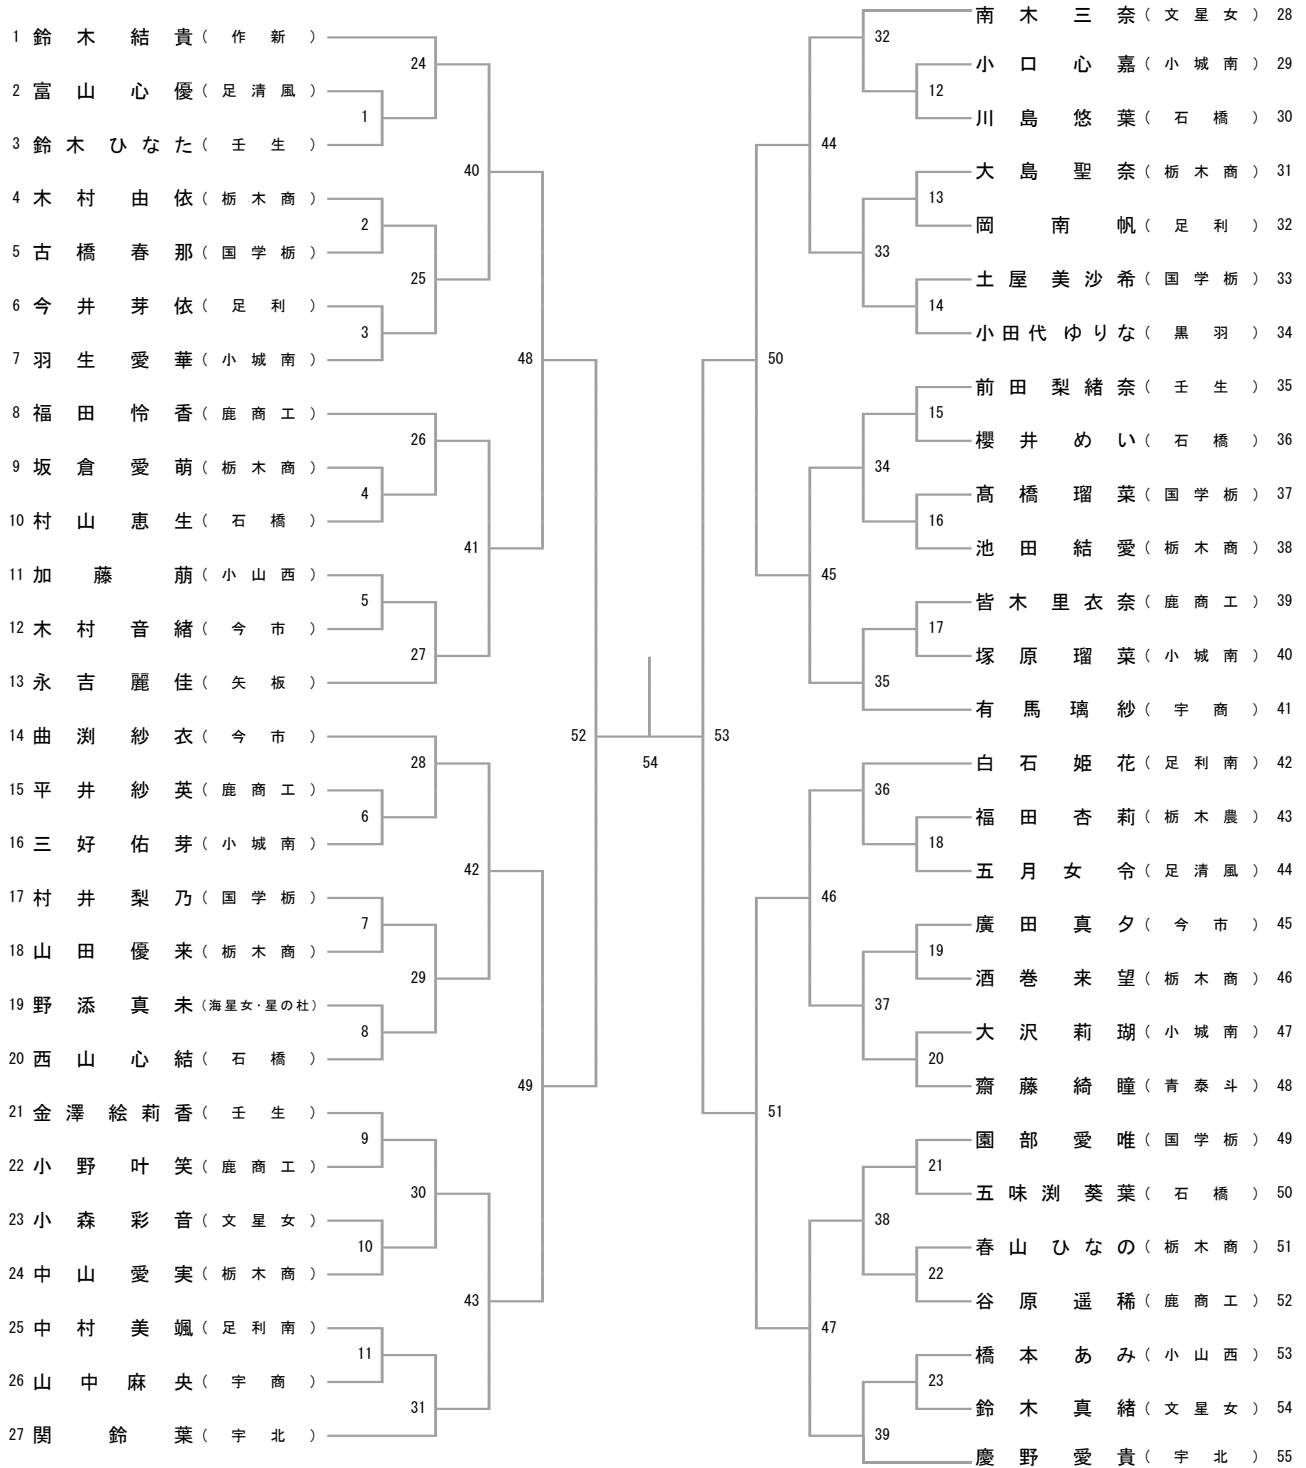 1 鈴木結貴(作新)
2 富山心優(足清風)
3 鈴木ひなた(壬生)
4 木村由依(栃木商)
5 古橋春那(国学栃)
6 今井芽依(足利)
7 羽生愛華(小城南)
8 福田怜香(鹿商工)
9 坂倉愛萌(栃木商)
10 村山恵生(石橋)
11 加藤萠(小山西)
12 木村音緒(今市)
13 永吉麗佳(矢板)
14 曲渕紗衣(今市)
15 平井紗英(鹿商工)
16 三好佑芽(小城南)
17 村井梨乃(国学栃)
18 山田優来(栃木商)
19 野添真未(海星女・星の杜)
20 西山心結(石橋)
21 金澤絵莉香(壬生)
22 小野叶笑(鹿商工)
23 小森彩音(文星女)
24 中山愛実(栃木商)
25 中村美颯(足利南)
26 山中麻央(宇商)
27 関鈴葉(宇北)
1
2
3
4
5
6
7
8
9
10
11
24
25
26
27
28
29
30
31
40
41
42
43
48
49
52
54
53
50
51
44
45
46
47
32
33
34
35
36
37
38
39
12
13
14
15
16
17
18
19
20
21
22
23
南木三奈(文星女) 28
小口心嘉(小城南) 29
川島悠葉(石橋) 30
大島聖奈(栃木商) 31
岡南帆(足利) 32
土屋美沙希(国学栃) 33
小田代ゆりな(黒羽) 34
前田梨緒奈(壬生) 35
櫻井めい(石橋) 36
髙橋瑠菜(国学栃) 37
池田結愛(栃木商) 38
皆木里衣奈(鹿商工) 39
塚原瑠菜(小城南) 40
有馬璃紗(宇商) 41
白石姫花(足利南) 42
福田杏莉(栃木農) 43
五月女令(足清風) 44
廣田真夕(今市) 45
酒巻来望(栃木商) 46
大沢莉瑚(小城南) 47
齋藤綺瞳(青泰斗) 48
園部愛唯(国学栃) 49
五味渕葵葉(石橋) 50
春山ひなの(栃木商) 51
谷原遥稀(鹿商工) 52
橋本あみ(小山西) 53
鈴木真緒(文星女) 54
慶野愛貴(宇北) 55